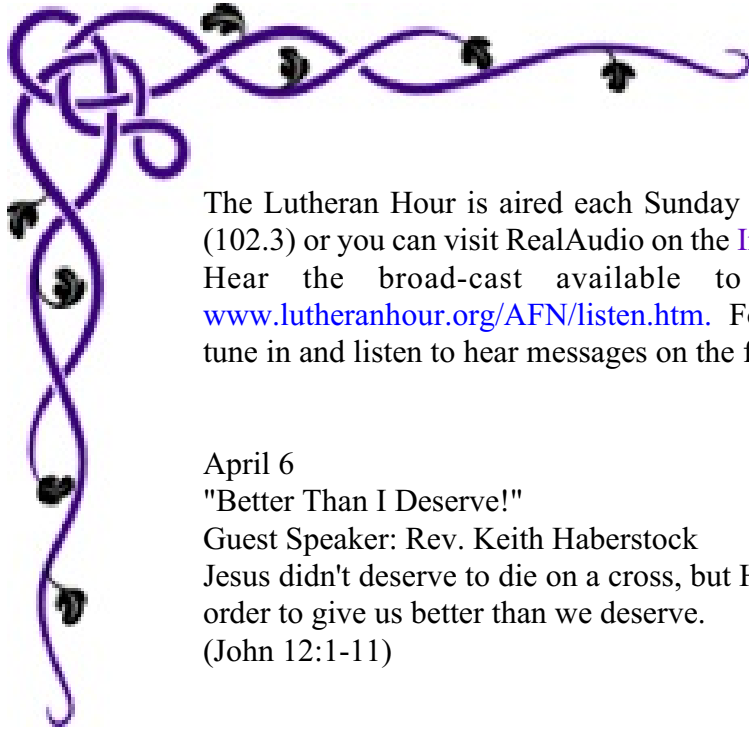 The Lutheran Hour is aired each Sunday
(102.3) or you can visit RealAudio on the
Hear the broad-cast available to
www.lutheranhour.org/AFN/listen.htm.
tune in and listen to hear messages on the
April 6
"Better Than I Deserve!"
Guest Speaker: Rev. Keith Haberstock
Jesus didn't deserve to die on a cross, but
order to give us better than we deserve.
(John 12:1-11)